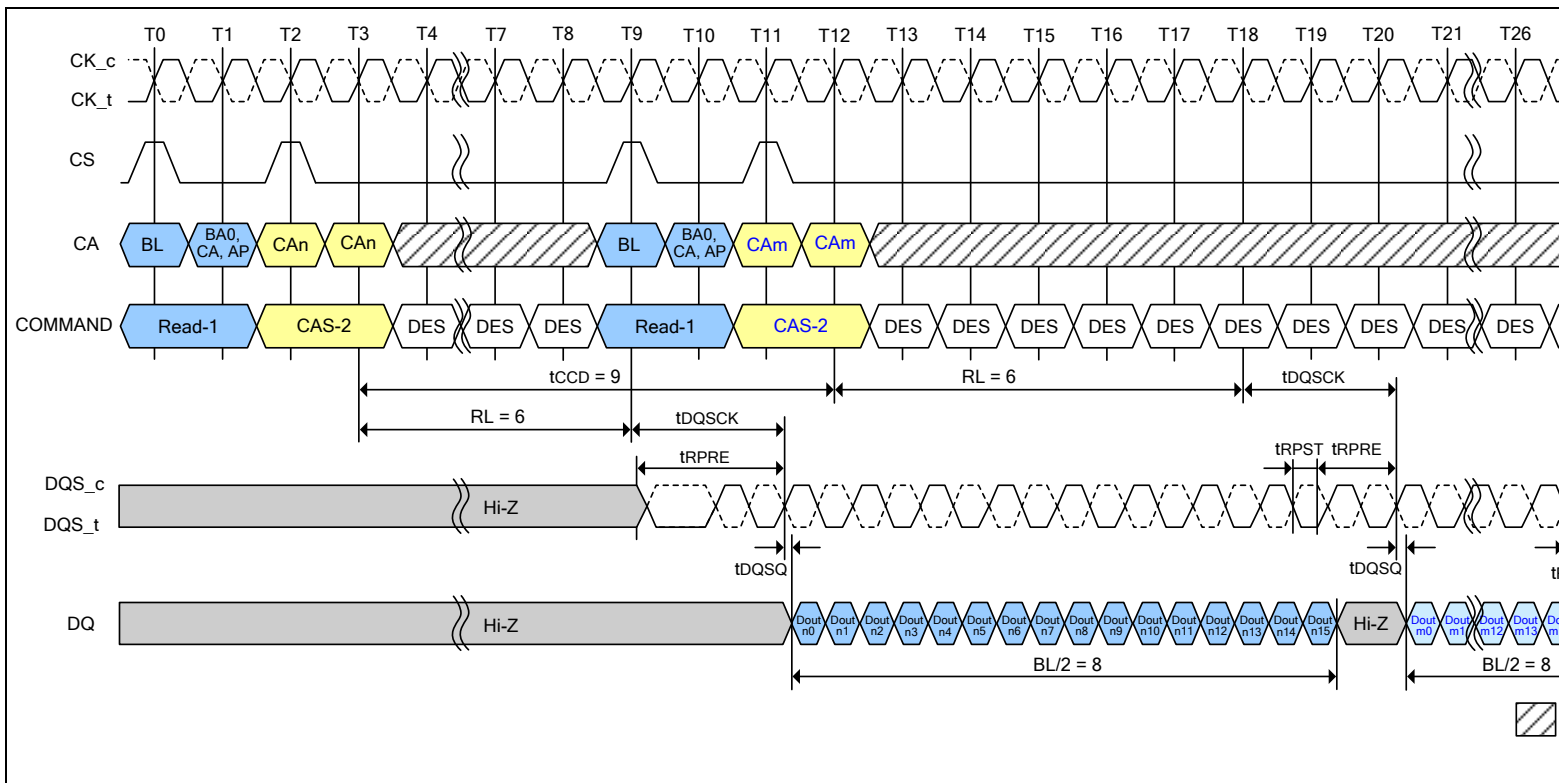 T0 T1 T2 T3 T4 T7 T8 T9 T10 T11 T12 T13 T14 T15 T16 T17 T18 T19 T20 T21 T26
CK_c
CK_t
CS
CA BL BA0, CA, AP CAn CAn BL BA0, CA, AP CAm CAm
COMMAND Read-1 CAS-2 DES DES DES Read-1 CAS-2 DES DES DES DES DES DES DES DES DES DES
tCCD = 9 RL = 6 tDQSCK
RL = 6 tDQSCK
tRPRE tRPST tRPRE
DQS_c
Hi-Z
DQS_t
tDQSQ tDQSQ
DQ Hi-Z Dout n0 Dout n1 Dout n2 Dout n3 Dout n4 Dout n5 Dout n6 Dout n7 Dout n8 Dout n9 Dout n10 Dout n11 Dout n12 Dout n13 Dout n14 Dout n15 Hi-Z Dout m0 Dout m1 Dout m12 Dout m13
BL/2 = 8 BL/2 = 8